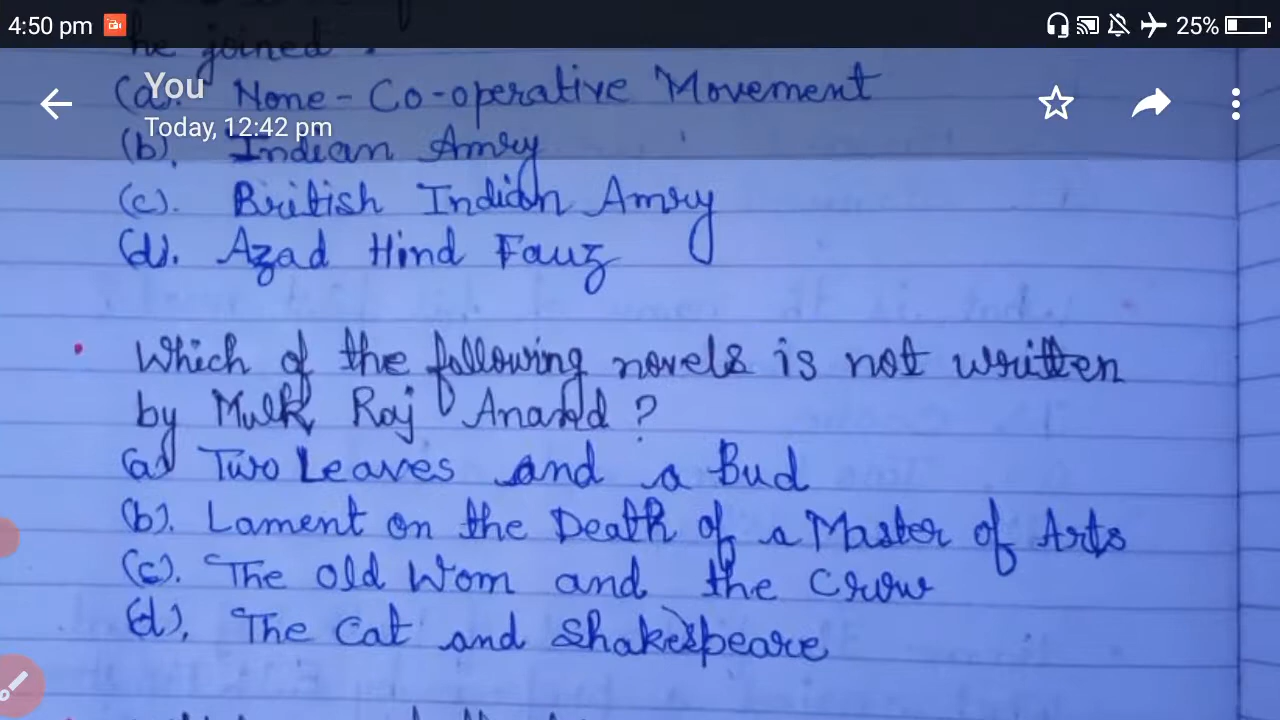 4:50 pm 25%
he joined.
You
(a). None - Co-operative Movement
Today, 12:42 pm
(b). Indian Amry
(c). British Indian Amry
(d). Azad Hind Fauz
Which of the following novels is not written
by Mulk Raj Anand ?
(a) Two Leaves and a Bud
(b). Lament on the Death of a Master of Arts
(c). The Old Wom and the Crow
(d). The Cat and Shakespeare